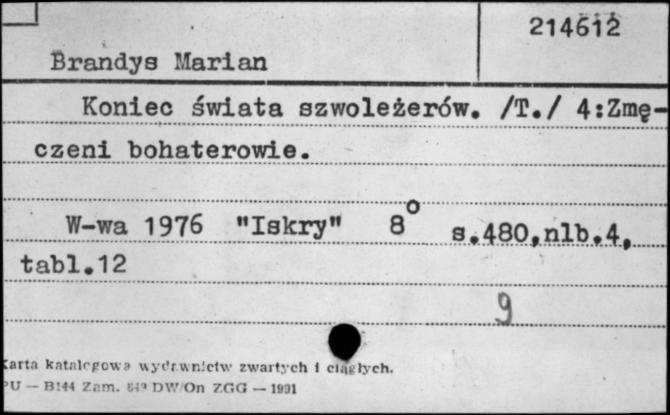 214612
Brandys Marian
Koniec świata szwoleżerów. /T./ 4:Zmę-
czeni bohaterowie.
W-wa 1976 "Iskry" 8° s.480,nlb.4,
tabl.12
9
Karta katalogowa wydawnictw zwartych i ciągłych.
PU — B144 Zam. 849 DW/On ZGG — 1991